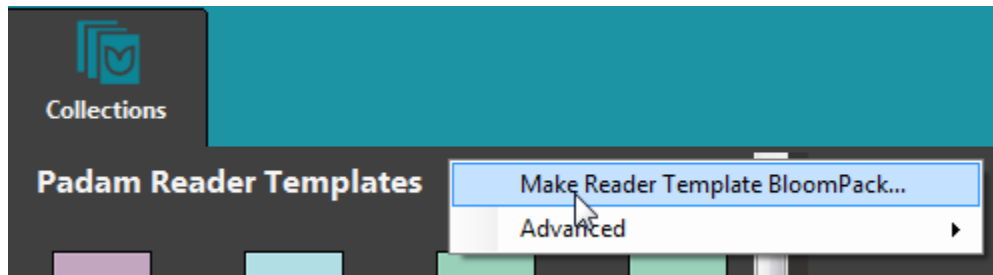 Collections
Padam Reader Templates
Make Reader Template BloomPack...
Advanced